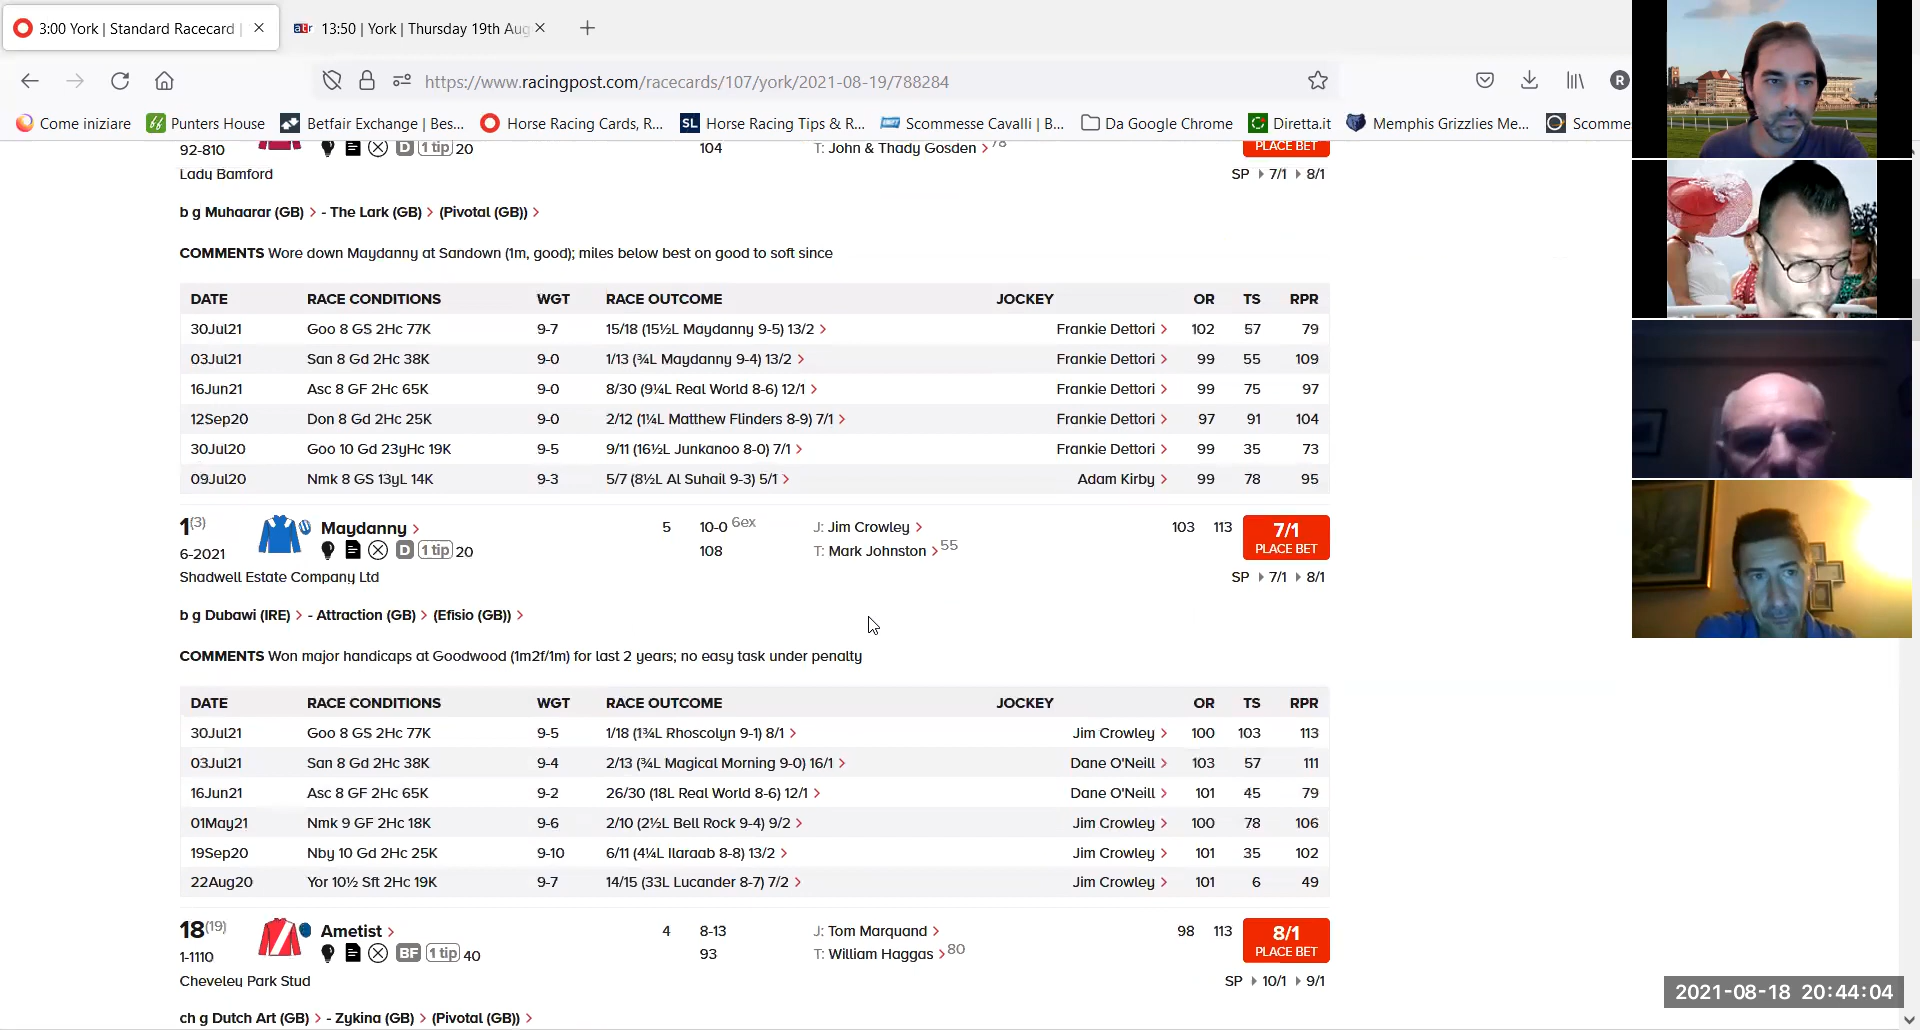 3:00 York | Standard Racecard |
13:50 | York | Thursday 19th Aug
https://www.racingpost.com/racecards/107/york/2021-08-19/788284
R
Come iniziare
Punters House
Betfair Exchange | Bes...
Horse Racing Cards, R...
SL Horse Racing Tips & R...
Scommesse Cavalli | B...
Da Google Chrome
Diretta.it
Memphis Grizzlies Me...
Scomme
92-810 D 1 tip 20 104 T: John & Thady Gosden 78 PLACE BET
Lady Bamford SP 7/1 8/1
b g Muhaarar (GB) - The Lark (GB) (Pivotal (GB))
COMMENTS Wore down Maydanny at Sandown (1m, good); miles below best on good to soft since
DATE RACE CONDITIONS WGT RACE OUTCOME JOCKEY OR TS RPR
30Jul21 Goo 8 GS 2Hc 77K 9-7 15/18 (15½L Maydanny 9-5) 13/2 Frankie Dettori 102 57 79
03Jul21 San 8 Gd 2Hc 38K 9-0 1/13 (¾L Maydanny 9-4) 13/2 Frankie Dettori 99 55 109
16Jun21 Asc 8 GF 2Hc 65K 9-0 8/30 (9¼L Real World 8-6) 12/1 Frankie Dettori 99 75 97
12Sep20 Don 8 Gd 2Hc 25K 9-0 2/12 (1¼L Matthew Flinders 8-9) 7/1 Frankie Dettori 97 91 104
30Jul20 Goo 10 Gd 23yHc 19K 9-5 9/11 (16½L Junkanoo 8-0) 7/1 Frankie Dettori 99 35 73
09Jul20 Nmk 8 GS 13yL 14K 9-3 5/7 (8½L Al Suhail 9-3) 5/1 Adam Kirby 99 78 95
1(3) Maydanny 5 10-0 6ex J: Jim Crowley 103 113 7/1
6-2021 D 1 tip 20 108 T: Mark Johnston 55 PLACE BET
Shadwell Estate Company Ltd SP 7/1 8/1
b g Dubawi (IRE) - Attraction (GB) (Efisio (GB))
COMMENTS Won major handicaps at Goodwood (1m2f/1m) for last 2 years; no easy task under penalty
DATE RACE CONDITIONS WGT RACE OUTCOME JOCKEY OR TS RPR
30Jul21 Goo 8 GS 2Hc 77K 9-5 1/18 (1¾L Rhoscolyn 9-1) 8/1 Jim Crowley 100 103 113
03Jul21 San 8 Gd 2Hc 38K 9-4 2/13 (¾L Magical Morning 9-0) 16/1 Dane O'Neill 103 57 111
16Jun21 Asc 8 GF 2Hc 65K 9-2 26/30 (18L Real World 8-6) 12/1 Dane O'Neill 101 45 79
01May21 Nmk 9 GF 2Hc 18K 9-6 2/10 (2½L Bell Rock 9-4) 9/2 Jim Crowley 100 78 106
19Sep20 Nby 10 Gd 2Hc 25K 9-10 6/11 (4¼L Ilaraab 8-8) 13/2 Jim Crowley 101 35 102
22Aug20 Yor 10½ Sft 2Hc 19K 9-7 14/15 (33L Lucander 8-7) 7/2 Jim Crowley 101 6 49
18(19) Ametist 4 8-13 J: Tom Marquand 98 113 8/1
1-1110 BF 1 tip 40 93 T: William Haggas 80 PLACE BET
Cheveley Park Stud SP 10/1 9/1
ch g Dutch Art (GB) - Zykina (GB) (Pivotal (GB))
2021-08-18 20:44:04